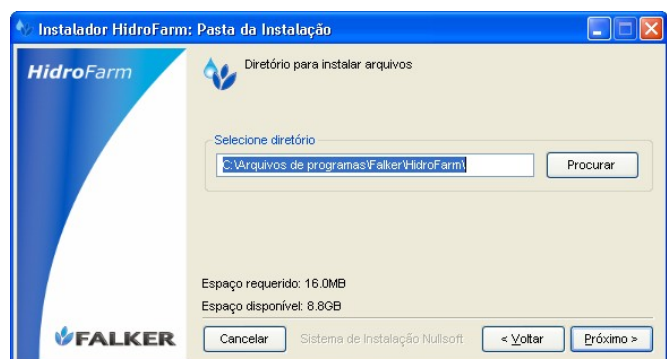 Instalador HidroFarm: Pasta da Instalação
HidroFarm
Diretório para instalar arquivos
Selecione diretório
C:\Arquivos de programas\Falker\HidroFarm\
Procurar
Espaço requerido: 16.0MB
Espaço disponível: 8.8GB
FALKER
Cancelar
Sistema de Instalação Nullsoft
< Voltar
Próximo >